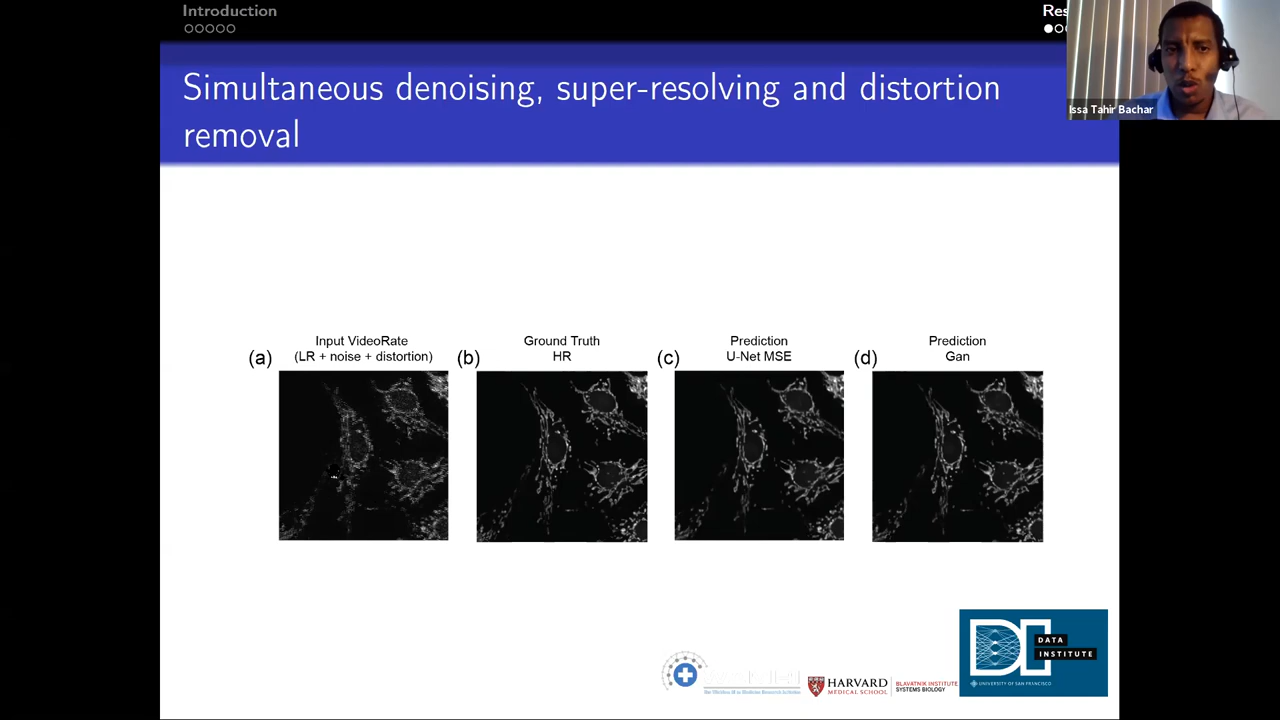 Introduction
Res
Issa Tahir Bachar
Simultaneous denoising, super-resolving and distortion
removal
(a)
Input VideoRate
(LR + noise + distortion)
(b)
Ground Truth
HR
(c)
Prediction
U-Net MSE
(d)
Prediction
Gan
HARVARD
MEDICAL SCHOOL
BLAVATNIK INSTITUTE
SYSTEMS BIOLOGY
DATA
INSTITUTE
UNIVERSITY OF SAN FRANCISCO